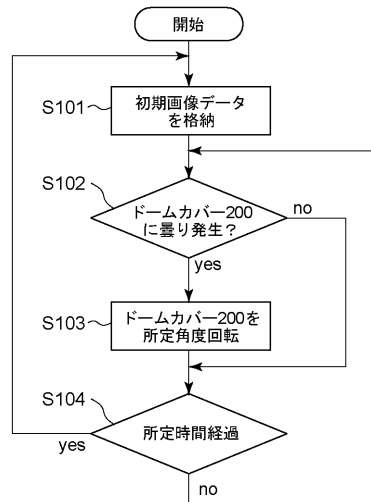 開始
S101
初期画像データ
を格納
S102
ドームカバー200
に曇り発生？
no
yes
S103
ドームカバー200を
所定角度回転
S104
所定時間経過
yes
no